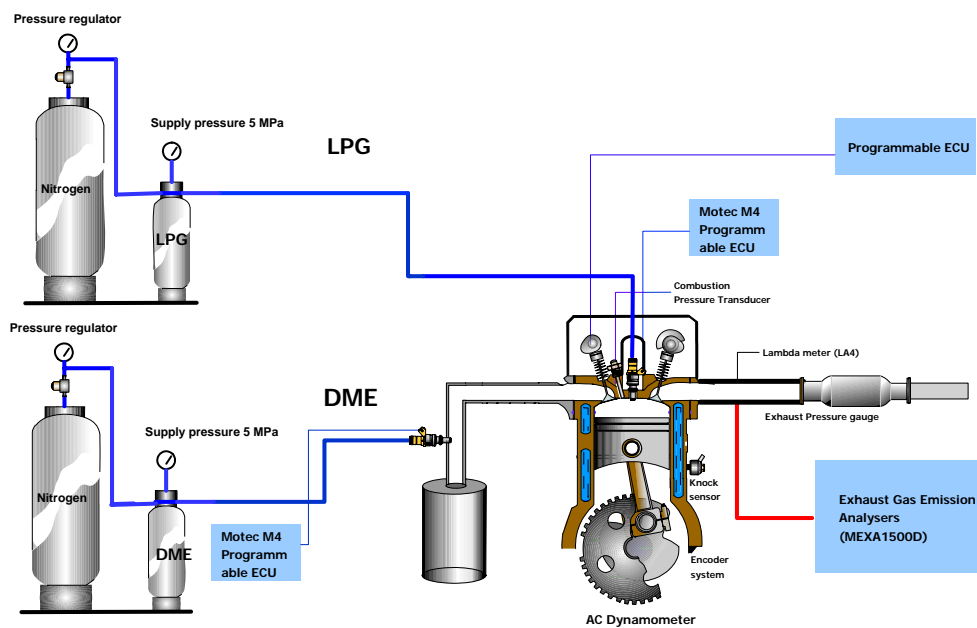 Pressure regulator
Supply pressure 5 MPa
LPG
Nitrogen
LPG
Programmable ECU
Motec M4
Programm
able ECU
Combustion
Pressure Transducer
Pressure regulator
DME
Supply pressure 5 MPa
Nitrogen
DME
Motec M4
Programm
able ECU
Lambda meter (LA4)
Exhaust Pressure gauge
Knock
sensor
Encoder
system
Exhaust Gas Emission
Analysers
(MEXA1500D)
AC Dynamometer